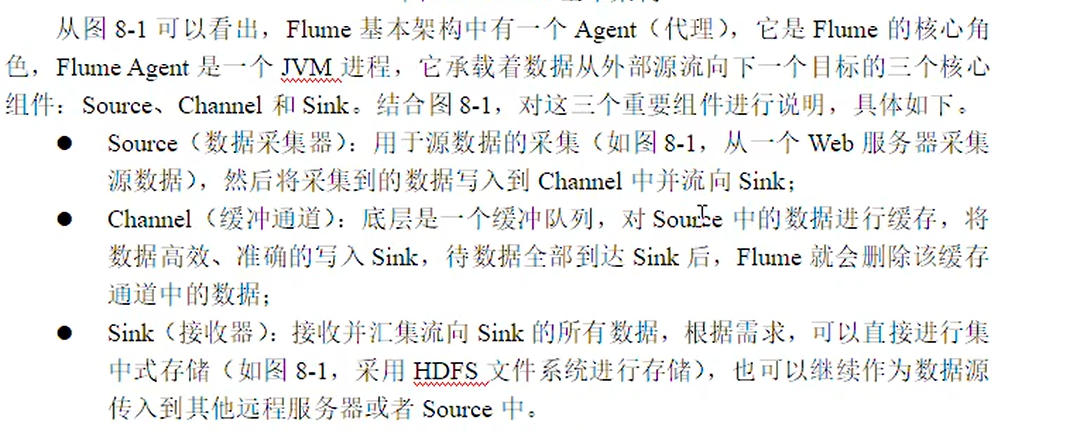 从图 8-1 可以看出，Flume 基本架构中有一个 Agent（代理），它是 Flume 的核心角
色，Flume Agent 是一个 JVM 进程，它承载着数据从外部源流向下一个目标的三个核心
组件：Source、Channel 和 Sink。结合图 8-1，对这三个重要组件进行说明，具体如下。
● Source（数据采集器）：用于源数据的采集（如图 8-1，从一个 Web 服务器采集
源数据），然后将采集到的数据写入到 Channel 中并流向 Sink；
● Channel（缓冲通道）：底层是一个缓冲队列，对 Source 中的数据进行缓存，将
数据高效、准确的写入 Sink，待数据全部到达 Sink 后，Flume 就会删除该缓存
通道中的数据；
● Sink（接收器）：接收并汇集流向 Sink 的所有数据，根据需求，可以直接进行集
中式存储（如图 8-1，采用 HDFS 文件系统进行存储），也可以继续作为数据源
传入到其他远程服务器或者 Source 中。